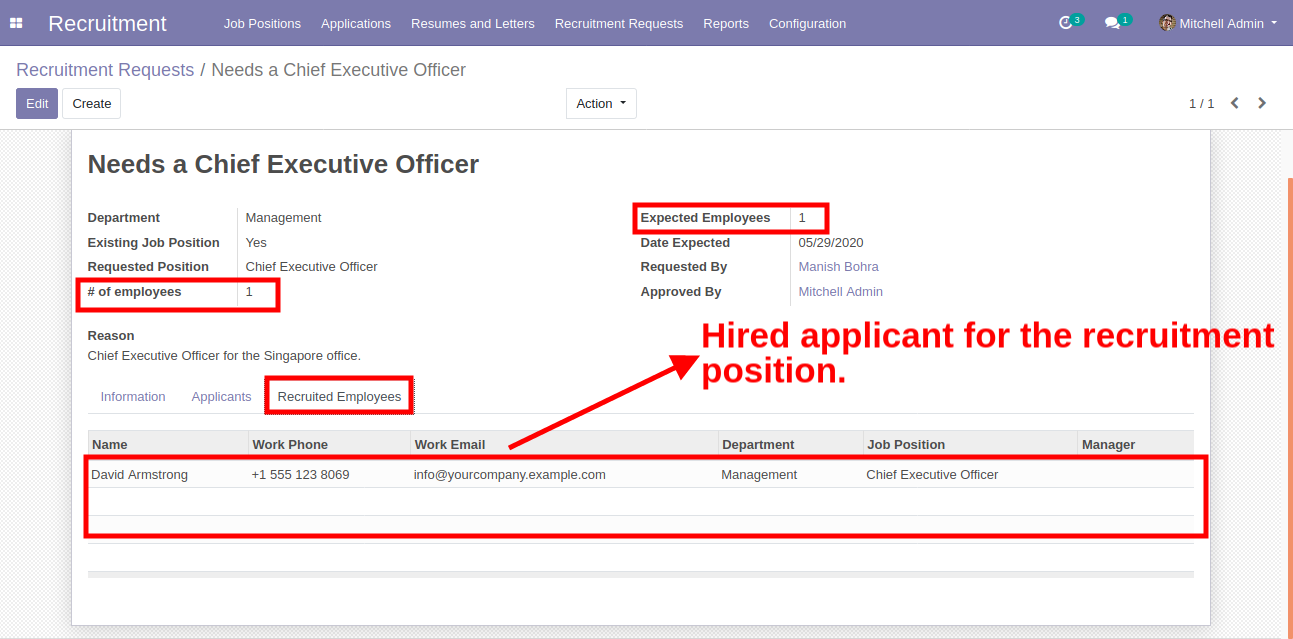 Recruitment Job Positions Applications Resumes and Letters Recruitment Requests Reports Configuration 3 1 Mitchell Admin
Recruitment Requests / Needs a Chief Executive Officer
Edit Create Action 1 / 1
Needs a Chief Executive Officer
Department Management Expected Employees 1
Existing Job Position Yes Date Expected 05/29/2020
Requested Position Chief Executive Officer Requested By Manish Bohra
# of employees 1 Approved By Mitchell Admin
Reason
Chief Executive Officer for the Singapore office.
Hired applicant for the recruitment
position.
Information Applicants Recruited Employees
Name Work Phone Work Email Department Job Position Manager
David Armstrong +1 555 123 8069 info@yourcompany.example.com Management Chief Executive Officer